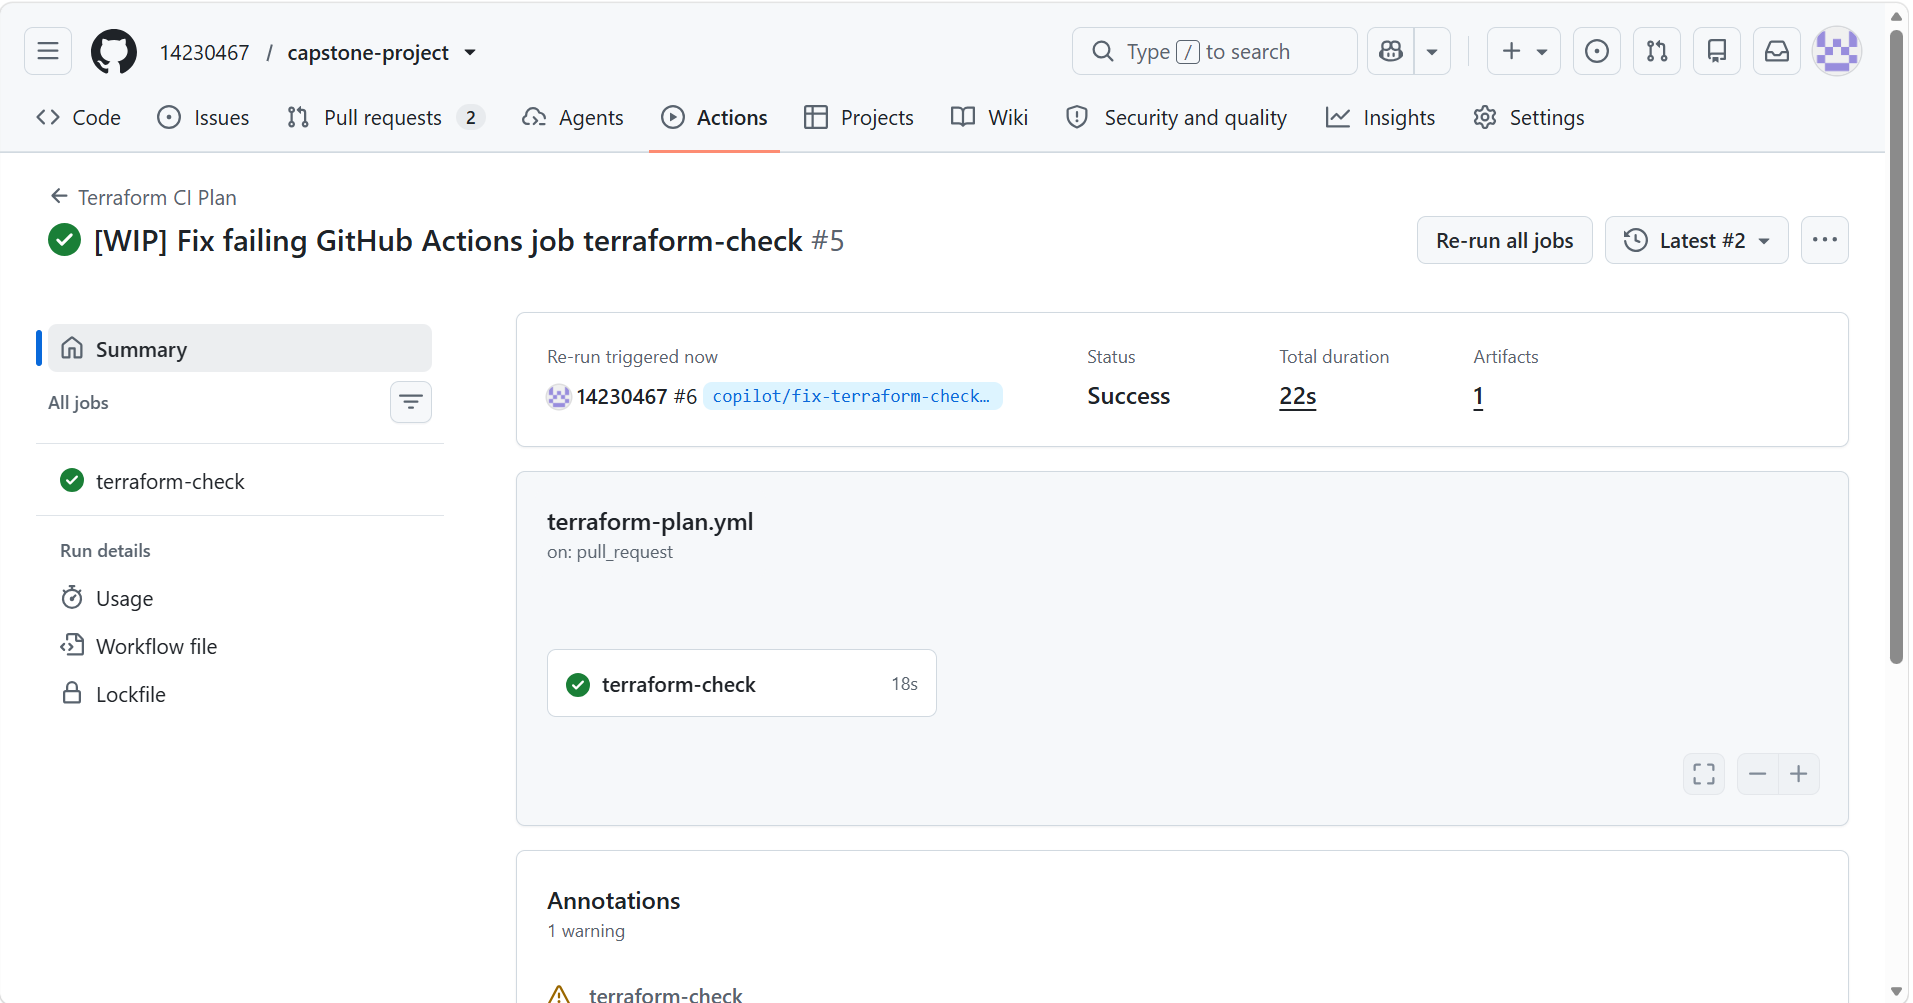 14230467 / capstone-project
Type / to search
Code
Issues
Pull requests 2
Agents
Actions
Projects
Wiki
Security and quality
Insights
Settings
Terraform CI Plan
[WIP] Fix failing GitHub Actions job terraform-check #5
Re-run all jobs
Latest #2
Summary
All jobs
terraform-check
Run details
Usage
Workflow file
Lockfile
Re-run triggered now
14230467 #6 copilot/fix-terraform-check…
Status
Success
Total duration
22s
Artifacts
1
terraform-plan.yml
on: pull_request
terraform-check 18s
Annotations
1 warning
terraform-check